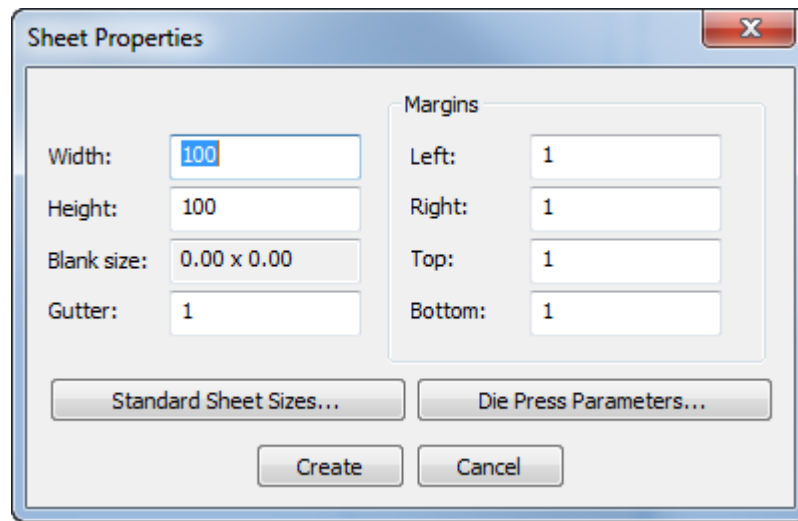 Sheet Properties
Margins
Width: 100
Left: 1
Height: 100
Right: 1
Blank size: 0.00 x 0.00
Top: 1
Gutter: 1
Bottom: 1
Standard Sheet Sizes...
Die Press Parameters...
Create
Cancel